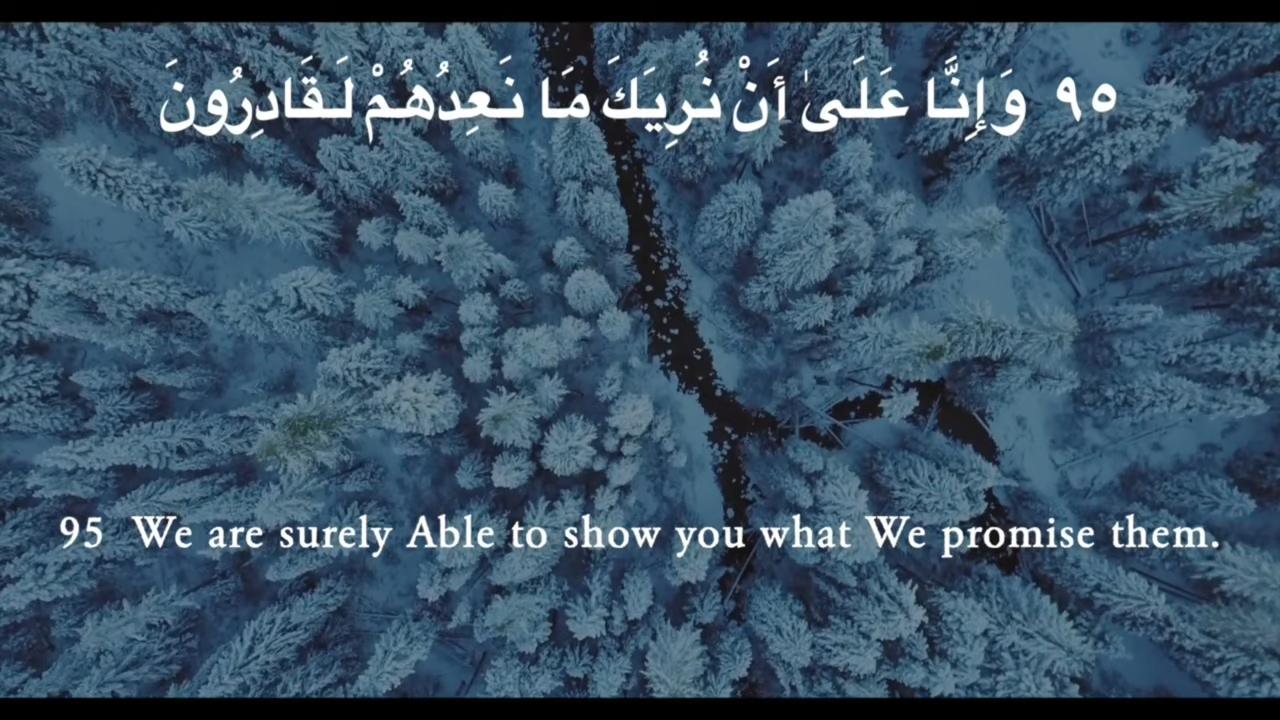 ٩٥ وَإِنَّا عَلَىٰ أَنْ نُرِيَكَ مَا نَعِدُهُمْ لَقَادِرُونَ
95 We are surely Able to show you what We promise them.